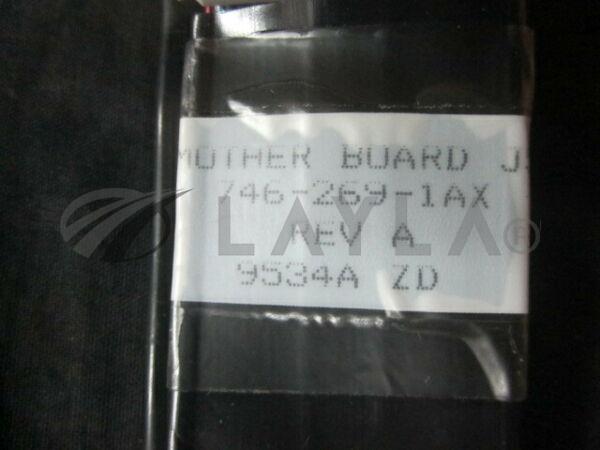 MOTHER BOARD
746-269-1AX
REV A
9534A ZD
LAYLA®